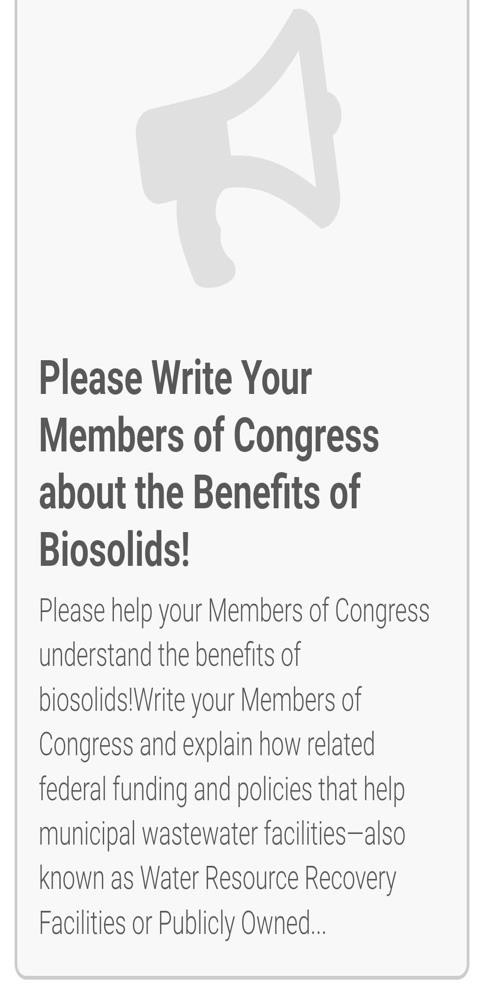 Please Write Your
Members of Congress
about the Benefits of
Biosolids!
Please help your Members of Congress
understand the benefits of
biosolids!Write your Members of
Congress and explain how related
federal funding and policies that help
municipal wastewater facilities—also
known as Water Resource Recovery
Facilities or Publicly Owned...